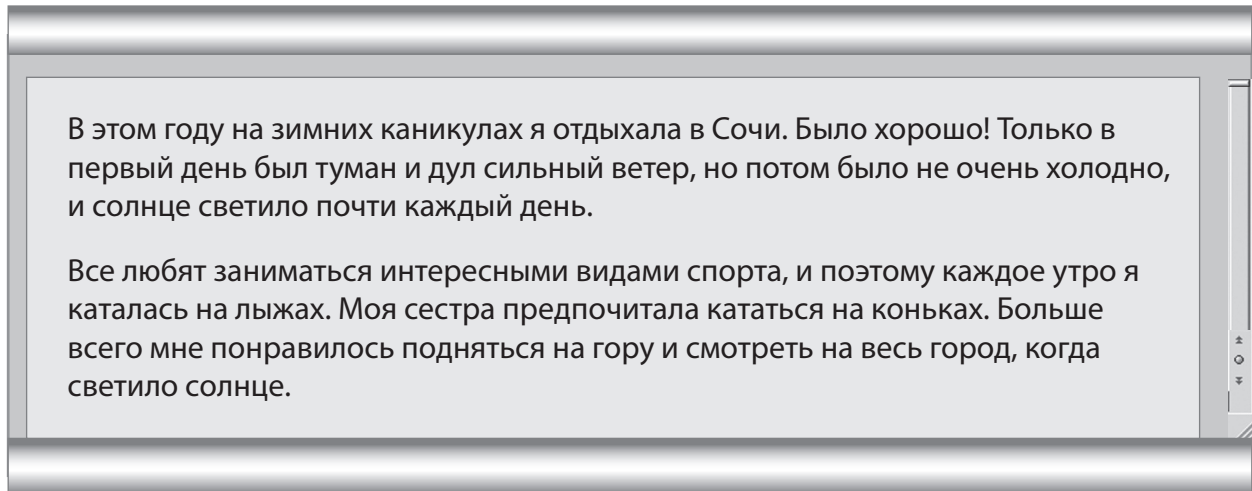 В этом году на зимних каникулах я отдыхала в Сочи. Было хорошо! Только в
первый день был туман и дул сильный ветер, но потом было не очень холодно,
и солнце светило почти каждый день.
Все любят заниматься интересными видами спорта, и поэтому каждое утро я
каталась на лыжах. Моя сестра предпочитала кататься на коньках. Больше
всего мне понравилось подняться на гору и смотреть на весь город, когда
светило солнце.